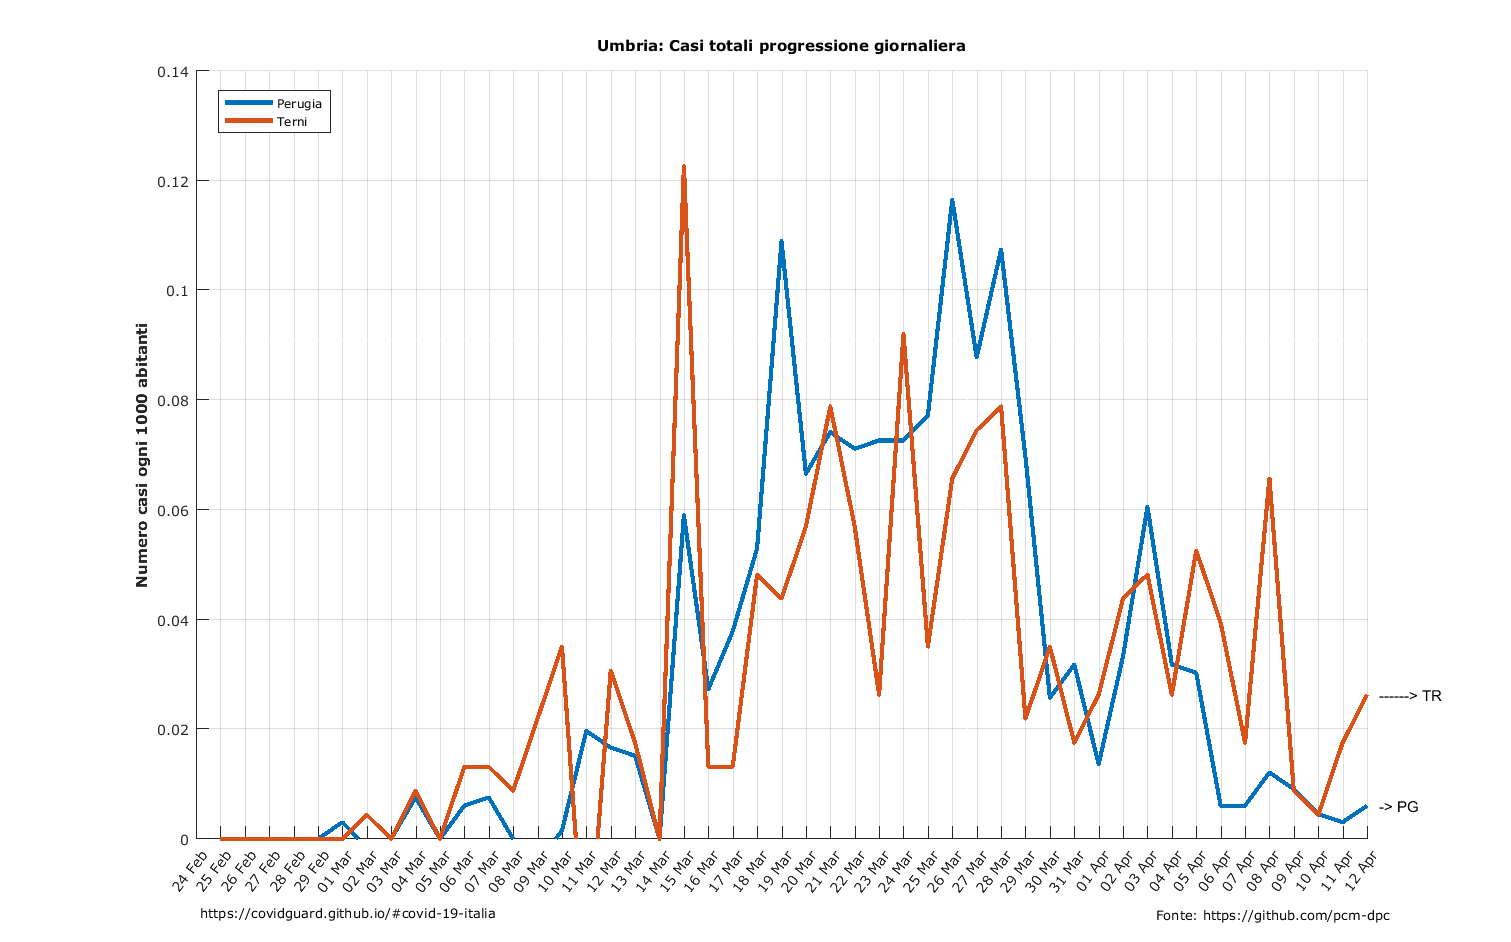 Umbria: Casi totali progressione giornaliera
Perugia
Terni
Numero casi ogni 1000 abitanti
0.14
0.12
0.1
0.08
0.06
0.04
0.02
0
------> TR
-> PG
24 Feb
25 Feb
26 Feb
27 Feb
28 Feb
29 Feb
01 Mar
02 Mar
03 Mar
04 Mar
05 Mar
06 Mar
07 Mar
08 Mar
09 Mar
10 Mar
11 Mar
12 Mar
13 Mar
14 Mar
15 Mar
16 Mar
17 Mar
18 Mar
19 Mar
20 Mar
21 Mar
22 Mar
23 Mar
24 Mar
25 Mar
26 Mar
27 Mar
28 Mar
29 Mar
30 Mar
31 Mar
01 Apr
02 Apr
03 Apr
04 Apr
05 Apr
06 Apr
07 Apr
08 Apr
09 Apr
10 Apr
11 Apr
12 Apr
https://covidguard.github.io/#covid-19-italia
Fonte: https://github.com/pcm-dpc